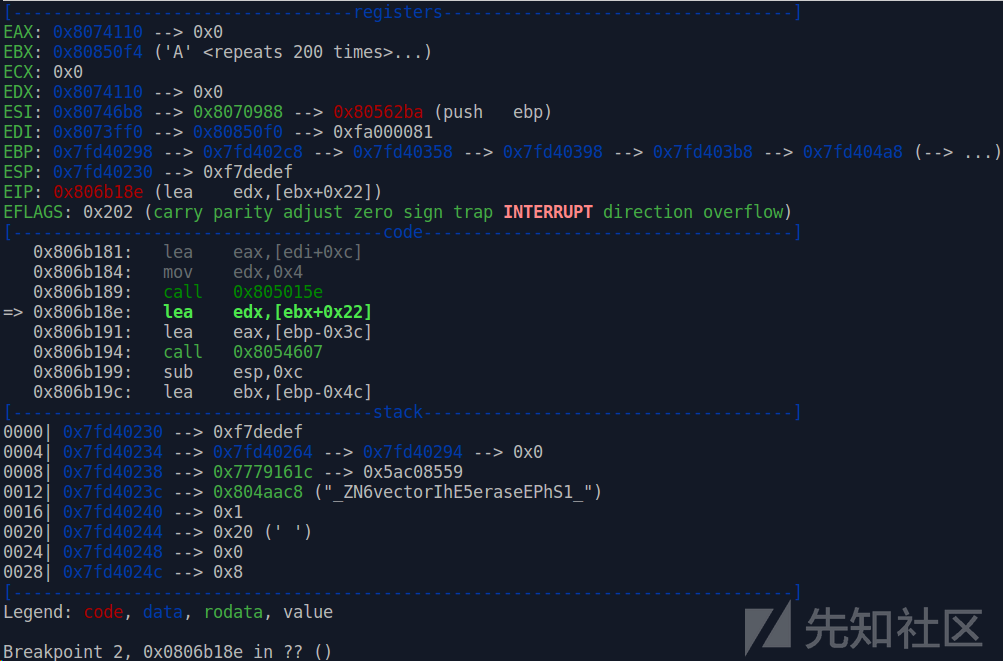 [----------------------------------registers-----------------------------------]
EAX: 0x8074110 --> 0x0
EBX: 0x80850f4 ('A' <repeats 200 times>...)
ECX: 0x0
EDX: 0x8074110 --> 0x0
ESI: 0x80746b8 --> 0x8070988 --> 0x80562ba (push   ebp)
EDI: 0x8073ff0 --> 0x80850f0 --> 0xfa000081
EBP: 0x7fd40298 --> 0x7fd402c8 --> 0x7fd40358 --> 0x7fd40398 --> 0x7fd403b8 --> 0x7fd404a8 (--> ...)
ESP: 0x7fd40230 --> 0xf7dedef
EIP: 0x806b18e (lea    edx,[ebx+0x22])
EFLAGS: 0x202 (carry parity adjust zero sign trap INTERRUPT direction overflow)
[-------------------------------------code-------------------------------------]
   0x806b181:	lea    eax,[edi+0xc]
   0x806b184:	mov    edx,0x4
   0x806b189:	call   0x805015e
=> 0x806b18e:	lea    edx,[ebx+0x22]
   0x806b191:	lea    eax,[ebp-0x3c]
   0x806b194:	call   0x8054607
   0x806b199:	sub    esp,0xc
   0x806b19c:	lea    ebx,[ebp-0x4c]
[------------------------------------stack-------------------------------------]
0000| 0x7fd40230 --> 0xf7dedef
0004| 0x7fd40234 --> 0x7fd40264 --> 0x7fd40294 --> 0x0
0008| 0x7fd40238 --> 0x7779161c --> 0x5ac08559
0012| 0x7fd4023c --> 0x804aac8 ("_ZN6vectorIhE5eraseEPhS1_")
0016| 0x7fd40240 --> 0x1
0020| 0x7fd40244 --> 0x20 (' ')
0024| 0x7fd40248 --> 0x0
0028| 0x7fd4024c --> 0x8
[------------------------------------------------------------------------------]
Legend: code, data, rodata, value
先知社区
Breakpoint 2, 0x0806b18e in ?? ()